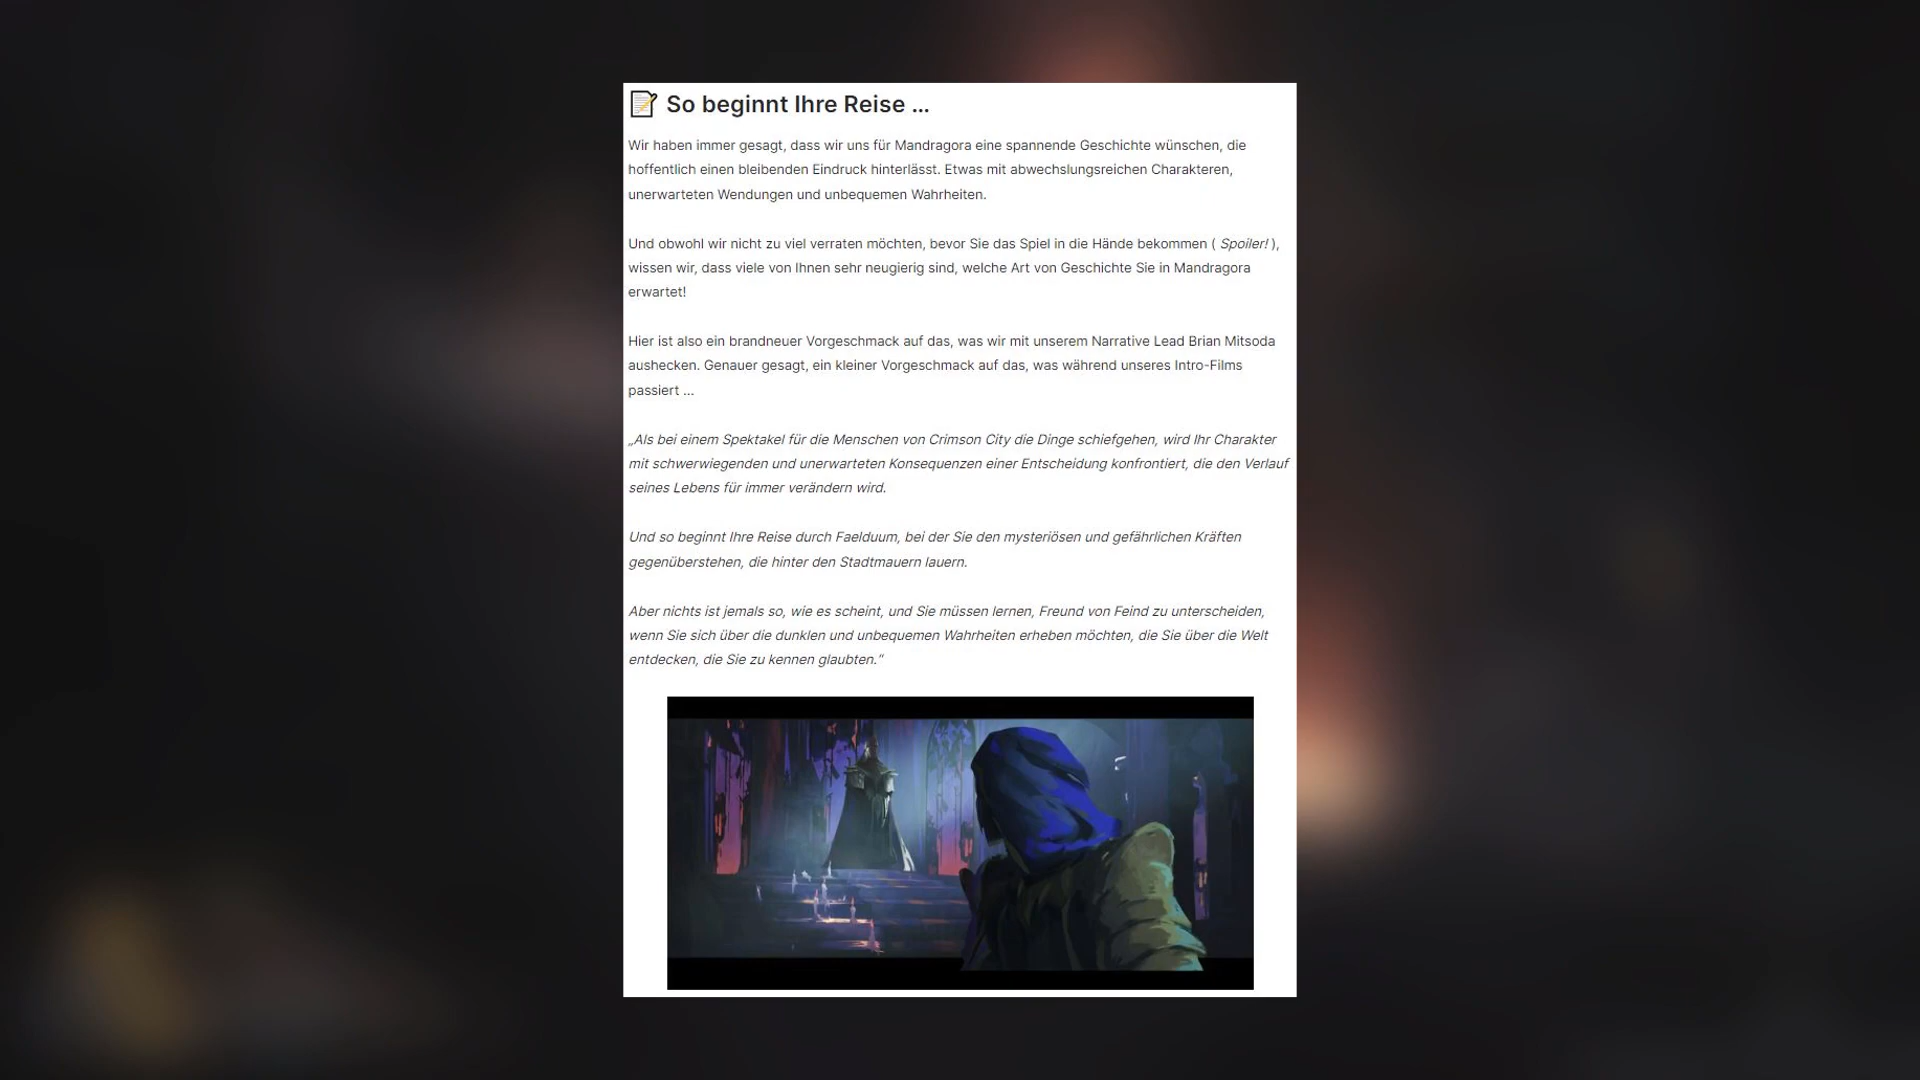 So beginnt Ihre Reise ...
Wir haben immer gesagt, dass wir uns für Mandragora eine spannende Geschichte wünschen, die
hoffentlich einen bleibenden Eindruck hinterlässt. Etwas mit abwechslungsreichen Charakteren,
unerwarteten Wendungen und unbequemen Wahrheiten.
Und obwohl wir nicht zu viel verraten möchten, bevor Sie das Spiel in die Hände bekommen ( Spoiler! ),
wissen wir, dass viele von Ihnen sehr neugierig sind, welche Art von Geschichte Sie in Mandragora
erwartet!
Hier ist also ein brandneuer Vorgeschmack auf das, was wir mit unserem Narrative Lead Brian Mitsoda
aushecken. Genauer gesagt, ein kleiner Vorgeschmack auf das, was während unseres Intro-Films
passiert ...
„Als bei einem Spektakel für die Menschen von Crimson City die Dinge schiefgehen, wird Ihr Charakter
mit schwerwiegenden und unerwarteten Konsequenzen einer Entscheidung konfrontiert, die den Verlauf
seines Lebens für immer verändern wird.
Und so beginnt Ihre Reise durch Faelduum, bei der Sie den mysteriösen und gefährlichen Kräften
gegenüberstehen, die hinter den Stadtmauern lauern.
Aber nichts ist jemals so, wie es scheint, und Sie müssen lernen, Freund von Feind zu unterscheiden,
wenn Sie sich über die dunklen und unbequemen Wahrheiten erheben möchten, die Sie über die Welt
entdecken, die Sie zu kennen glaubten.“